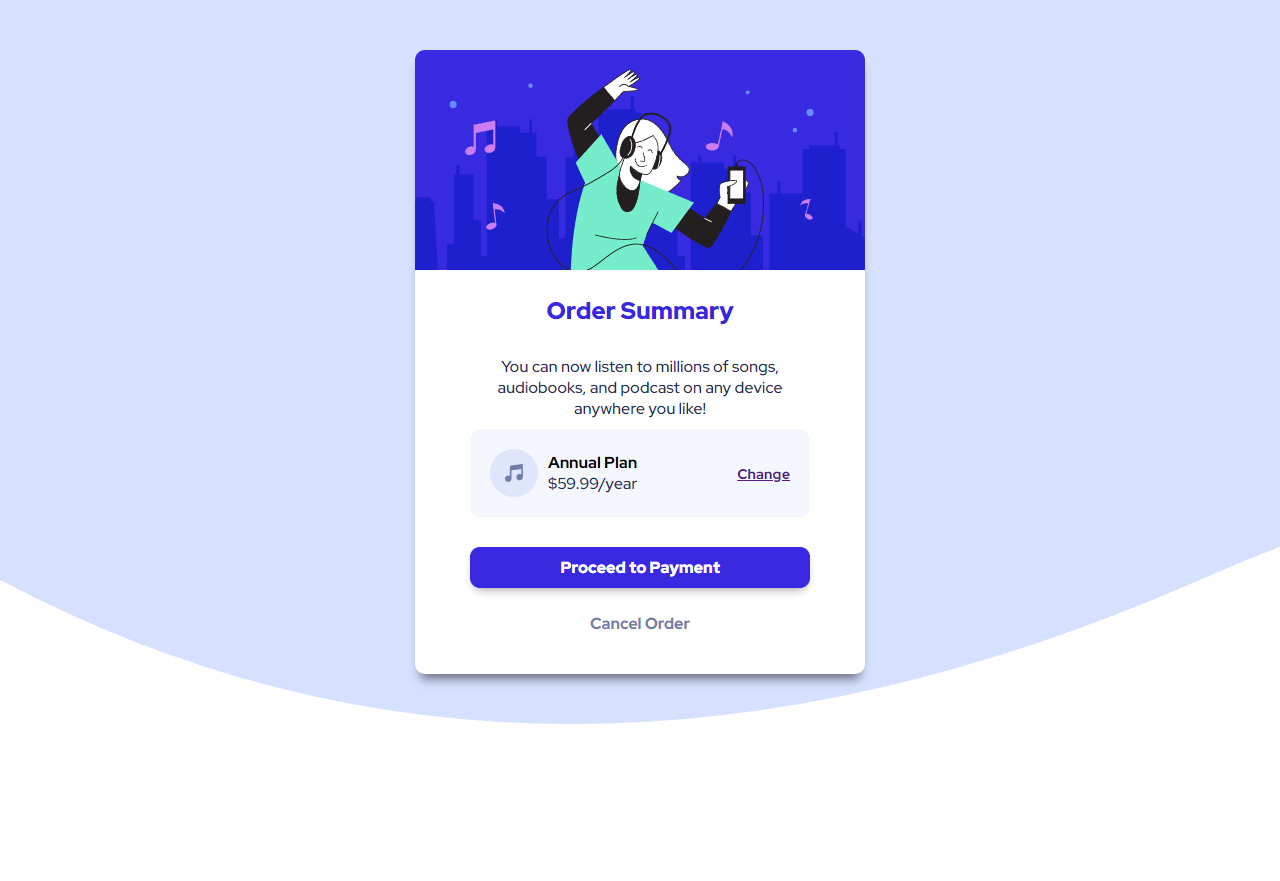 Order Summary
You can now listen to millions of songs,
audiobooks, and podcast on any device
anywhere you like!
Annual Plan
$59.99/year
Change
Proceed to Payment
Cancel Order